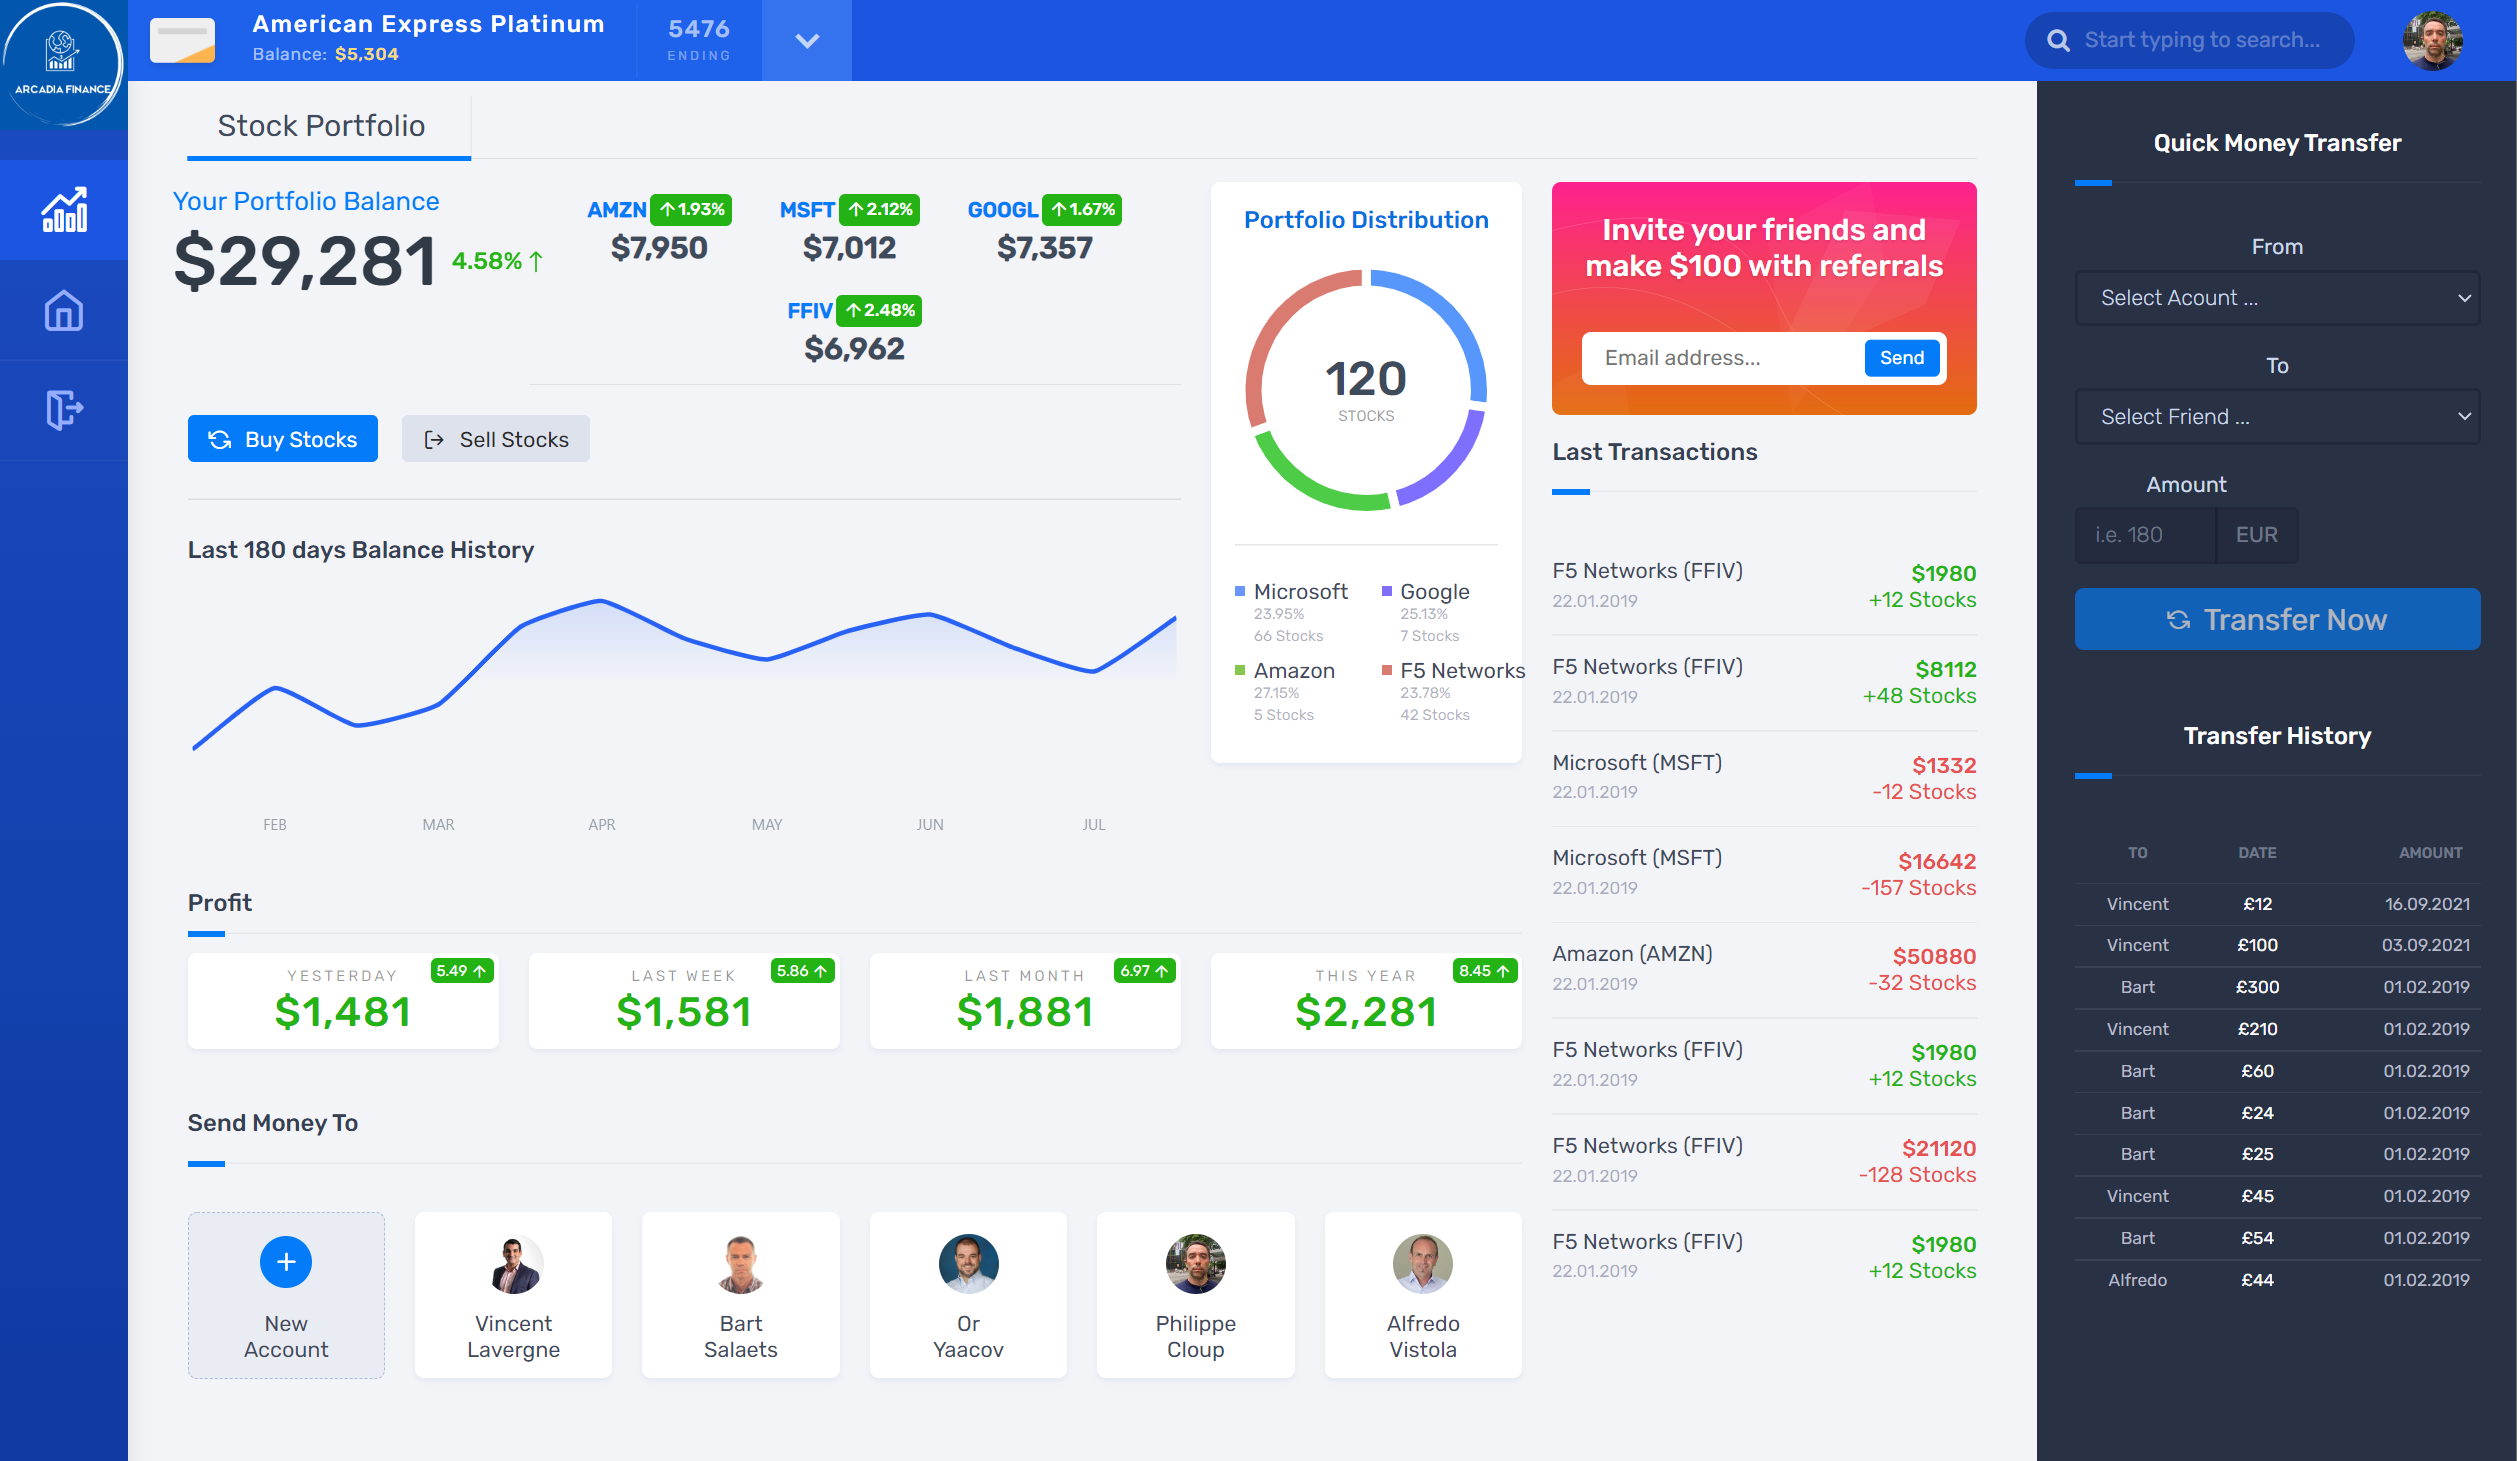 ARCADIA FINANCE
American Express Platinum
Balance: $5,304
5476
ENDING
Start typing to search...
Stock Portfolio
Your Portfolio Balance
$29,281 4.58% ↑
AMZN ↑1.93%
$7,950
MSFT ↑2.12%
$7,012
GOOGL ↑1.67%
$7,357
FFIV ↑2.48%
$6,962
Buy Stocks
Sell Stocks
Last 180 days Balance History
FEB MAR APR MAY JUN JUL
Portfolio Distribution
120
STOCKS
Microsoft
23.95%
66 Stocks
Google
25.13%
7 Stocks
Amazon
27.15%
5 Stocks
F5 Networks
23.78%
42 Stocks
Profit
YESTERDAY 5.49 ↑
$1,481
LAST WEEK 5.86 ↑
$1,581
LAST MONTH 6.97 ↑
$1,881
THIS YEAR 8.45 ↑
$2,281
Send Money To
New
Account
Vincent
Lavergne
Bart
Salaets
Or
Yaacov
Philippe
Cloup
Alfredo
Vistola
Invite your friends and
make $100 with referrals
Email address...
Send
Last Transactions
F5 Networks (FFIV) $1980
22.01.2019 +12 Stocks
F5 Networks (FFIV) $8112
22.01.2019 +48 Stocks
Microsoft (MSFT) $1332
22.01.2019 -12 Stocks
Microsoft (MSFT) $16642
22.01.2019 -157 Stocks
Amazon (AMZN) $50880
22.01.2019 -32 Stocks
F5 Networks (FFIV) $1980
22.01.2019 +12 Stocks
F5 Networks (FFIV) $21120
22.01.2019 -128 Stocks
F5 Networks (FFIV) $1980
22.01.2019 +12 Stocks
Quick Money Transfer
From
Select Acount ...
To
Select Friend ...
Amount
i.e. 180 EUR
Transfer Now
Transfer History
TO DATE AMOUNT
Vincent £12 16.09.2021
Vincent £100 03.09.2021
Bart £300 01.02.2019
Vincent £210 01.02.2019
Bart £60 01.02.2019
Bart £24 01.02.2019
Bart £25 01.02.2019
Vincent £45 01.02.2019
Bart £54 01.02.2019
Alfredo £44 01.02.2019